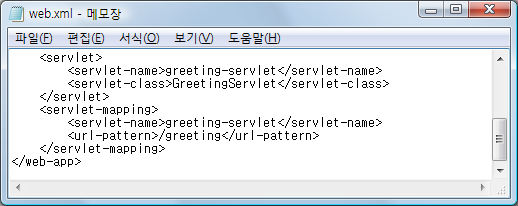 web.xml - 메모장
파일(F) 편집(E) 서식(O) 보기(V) 도움말(H)
<servlet>
<servlet-name>greeting-servlet</servlet-name>
<servlet-class>GreetingServlet</servlet-class>
</servlet>
<servlet-mapping>
<servlet-name>greeting-servlet</servlet-name>
<url-pattern>/greeting</url-pattern>
</servlet-mapping>
</web-app>